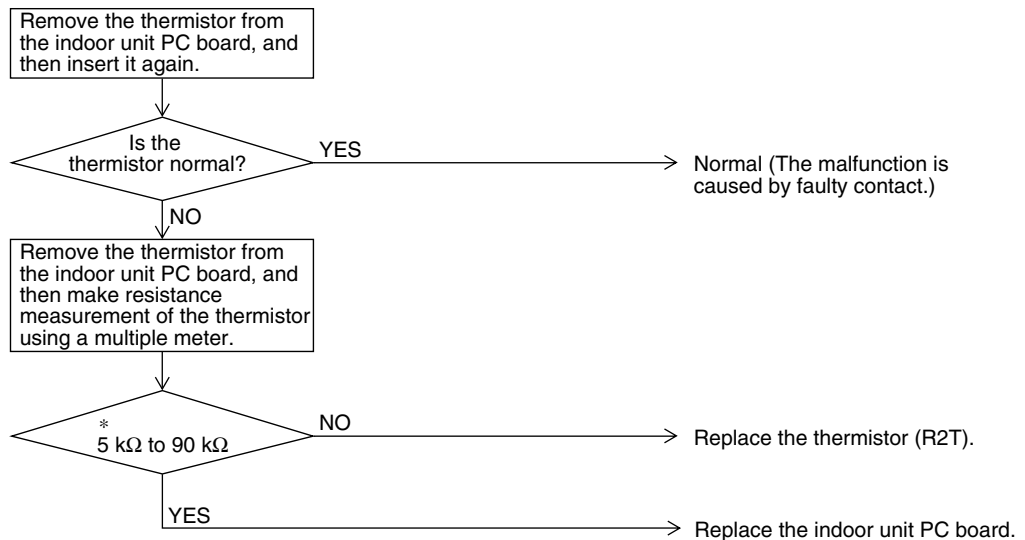 Remove the thermistor from
the indoor unit PC board, and
then insert it again.
Is the
thermistor normal?
YES
Normal (The malfunction is
caused by faulty contact.)
NO
Remove the thermistor from
the indoor unit PC board, and
then make resistance
measurement of the thermistor
using a multiple meter.
*
5 kΩ to 90 kΩ
NO
Replace the thermistor (R2T).
YES
Replace the indoor unit PC board.